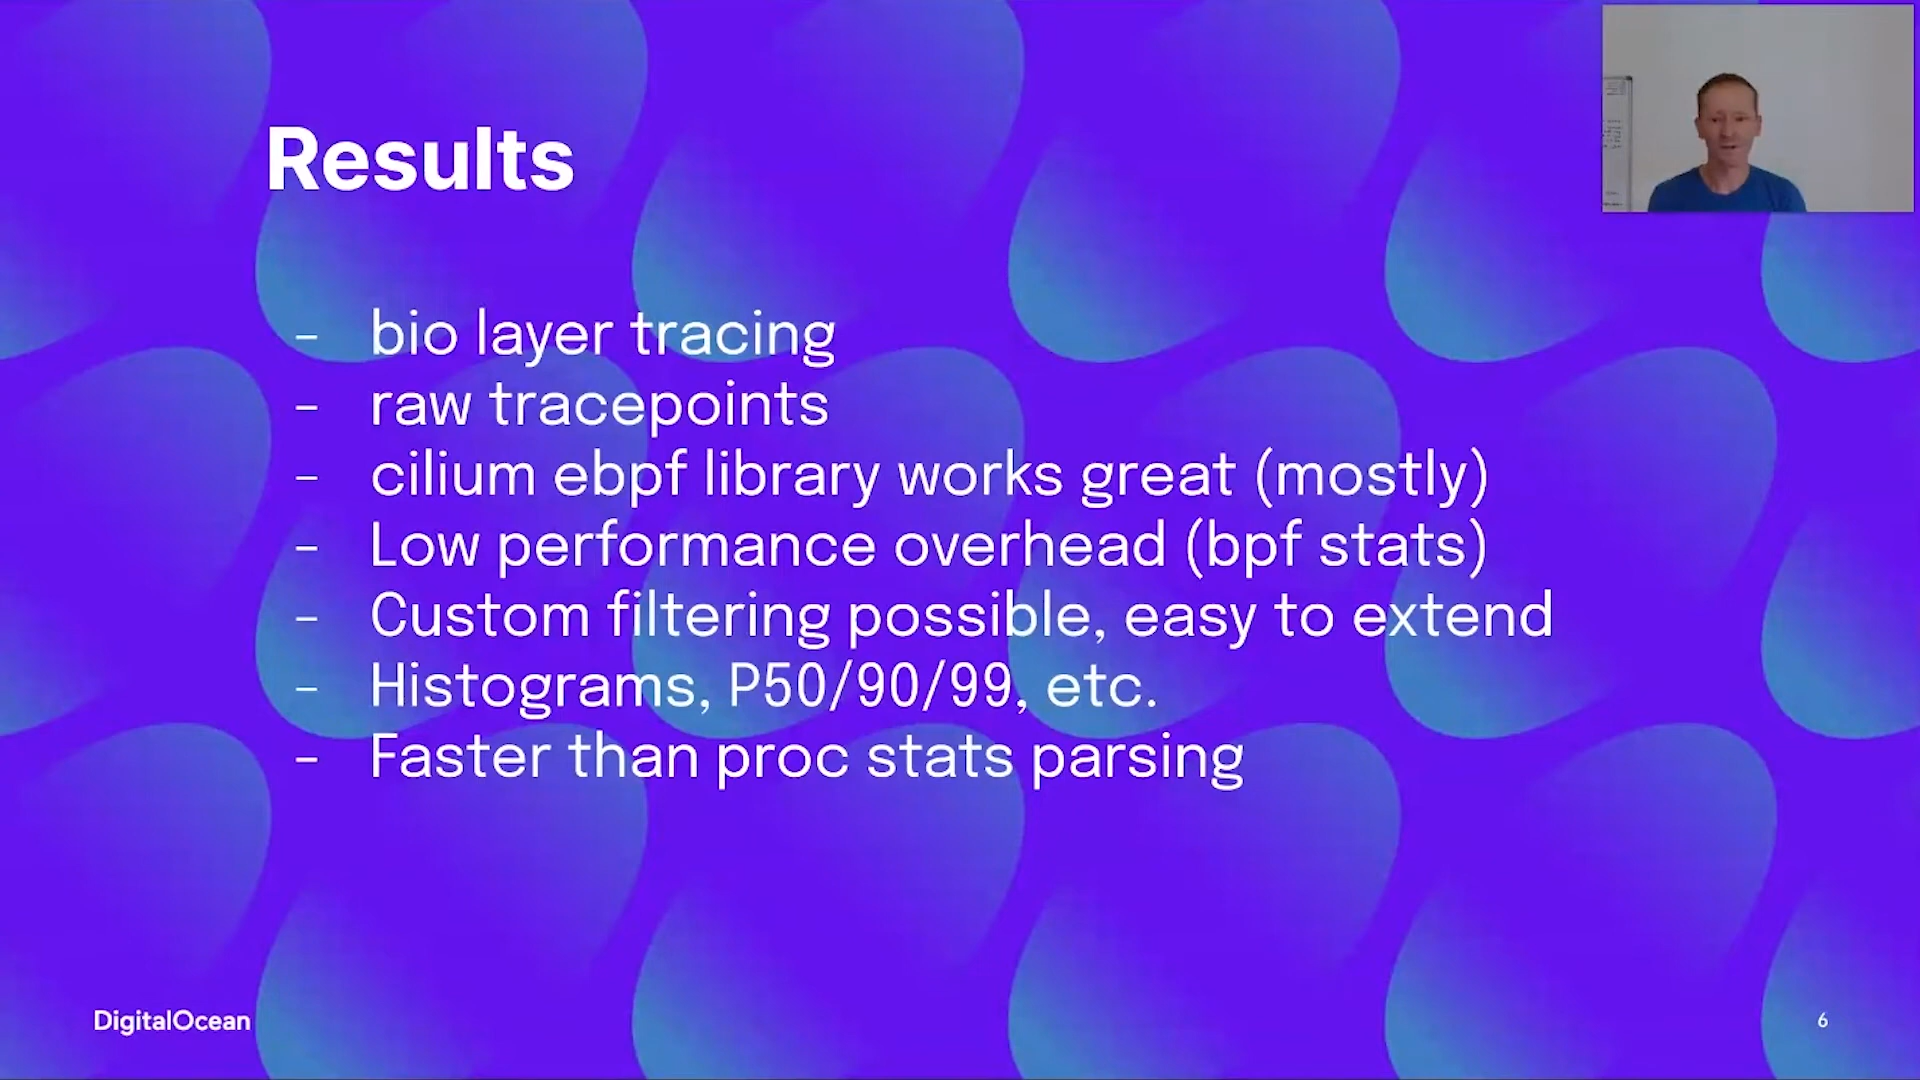 Results
- bio layer tracing
- raw tracepoints
- cilium ebpf library works great (mostly)
- Low performance overhead (bpf stats)
- Custom filtering possible, easy to extend
- Histograms, P50/90/99, etc.
- Faster than proc stats parsing
DigitalOcean
6